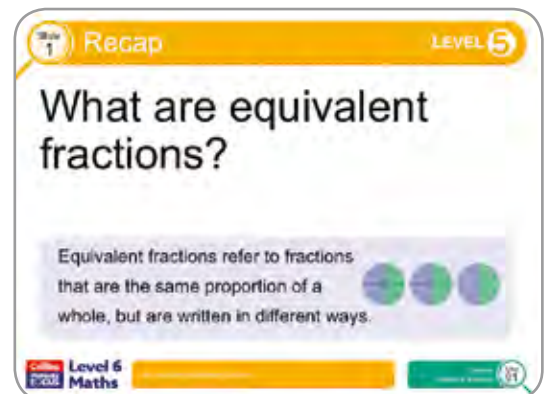 1
Recap
LEVEL 5
What are equivalent
fractions?
Equivalent fractions refer to fractions
that are the same proportion of a
whole, but are written in different ways.
Collins
Level 6
Maths